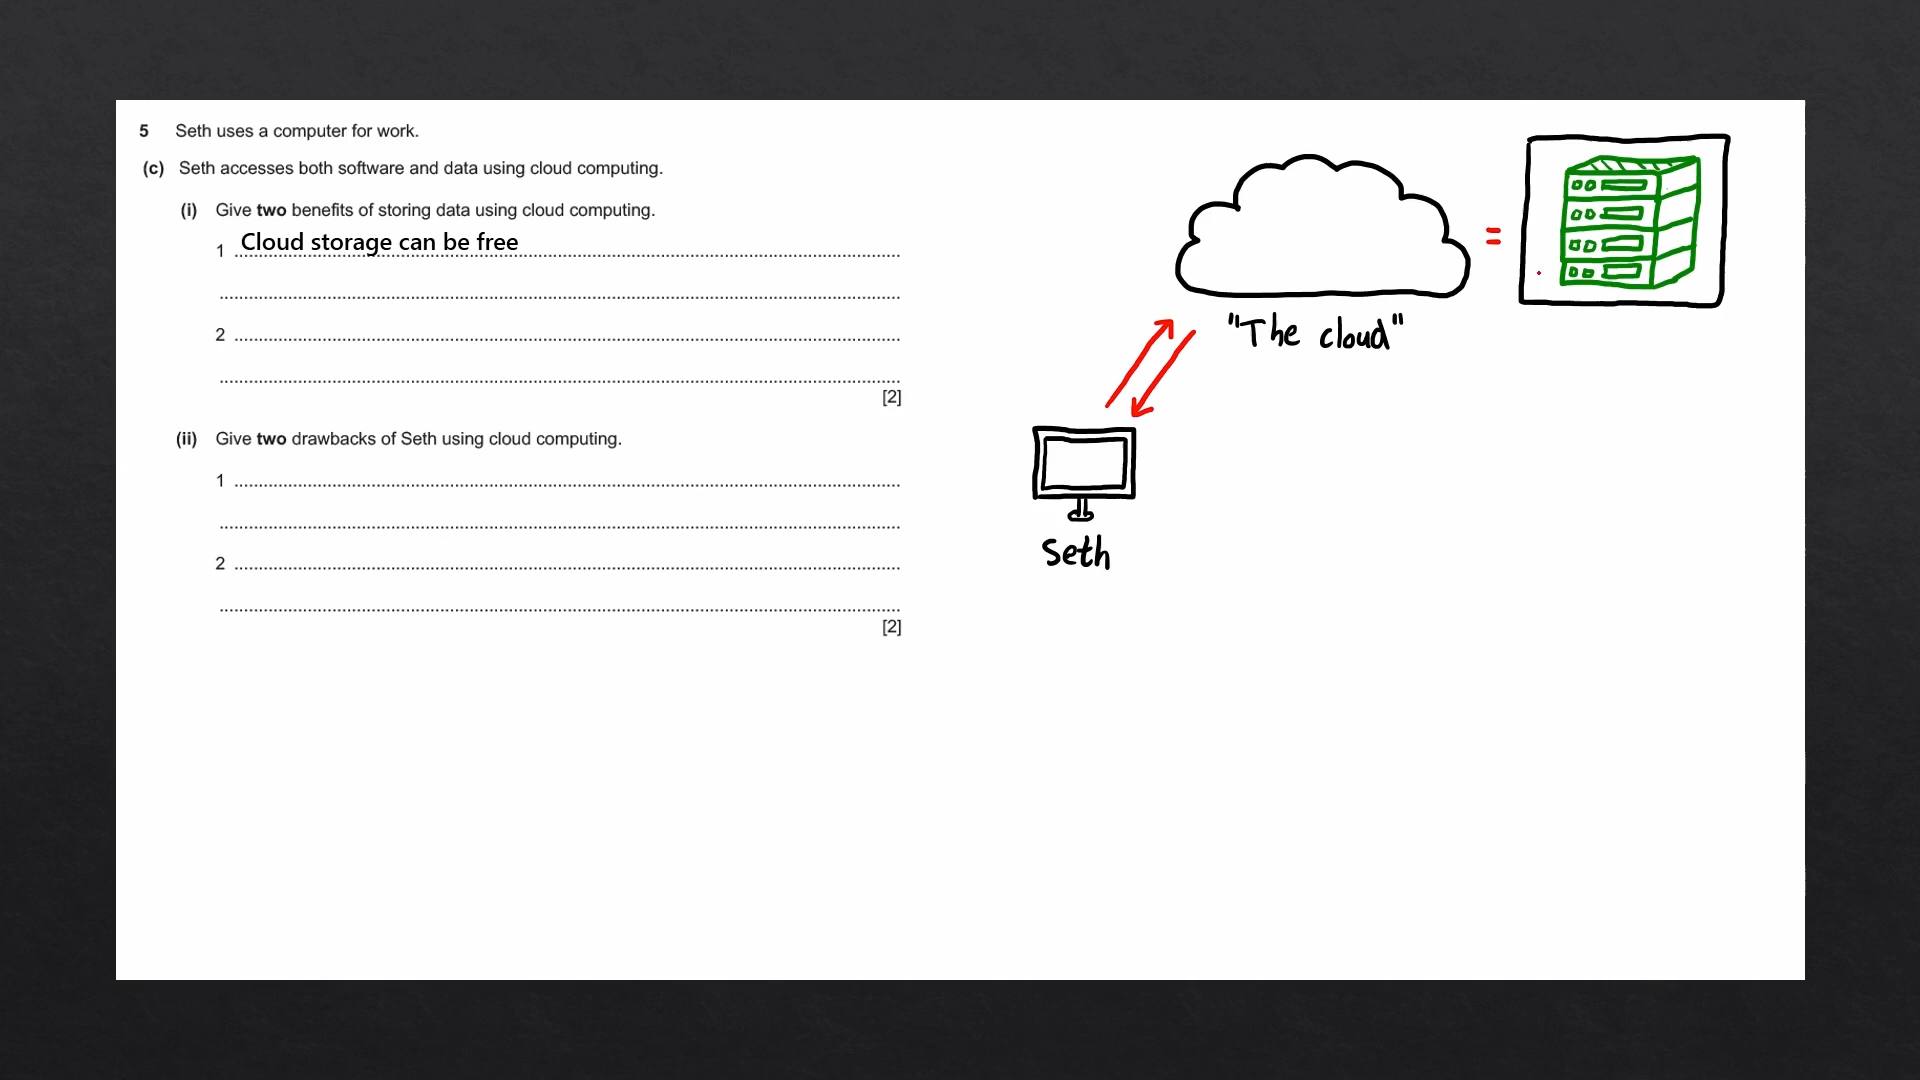 5 Seth uses a computer for work.
(c) Seth accesses both software and data using cloud computing.
(i) Give two benefits of storing data using cloud computing.
1 Cloud storage can be free
2
[2]
(ii) Give two drawbacks of Seth using cloud computing.
1
2
[2]
=
"The cloud"
Seth